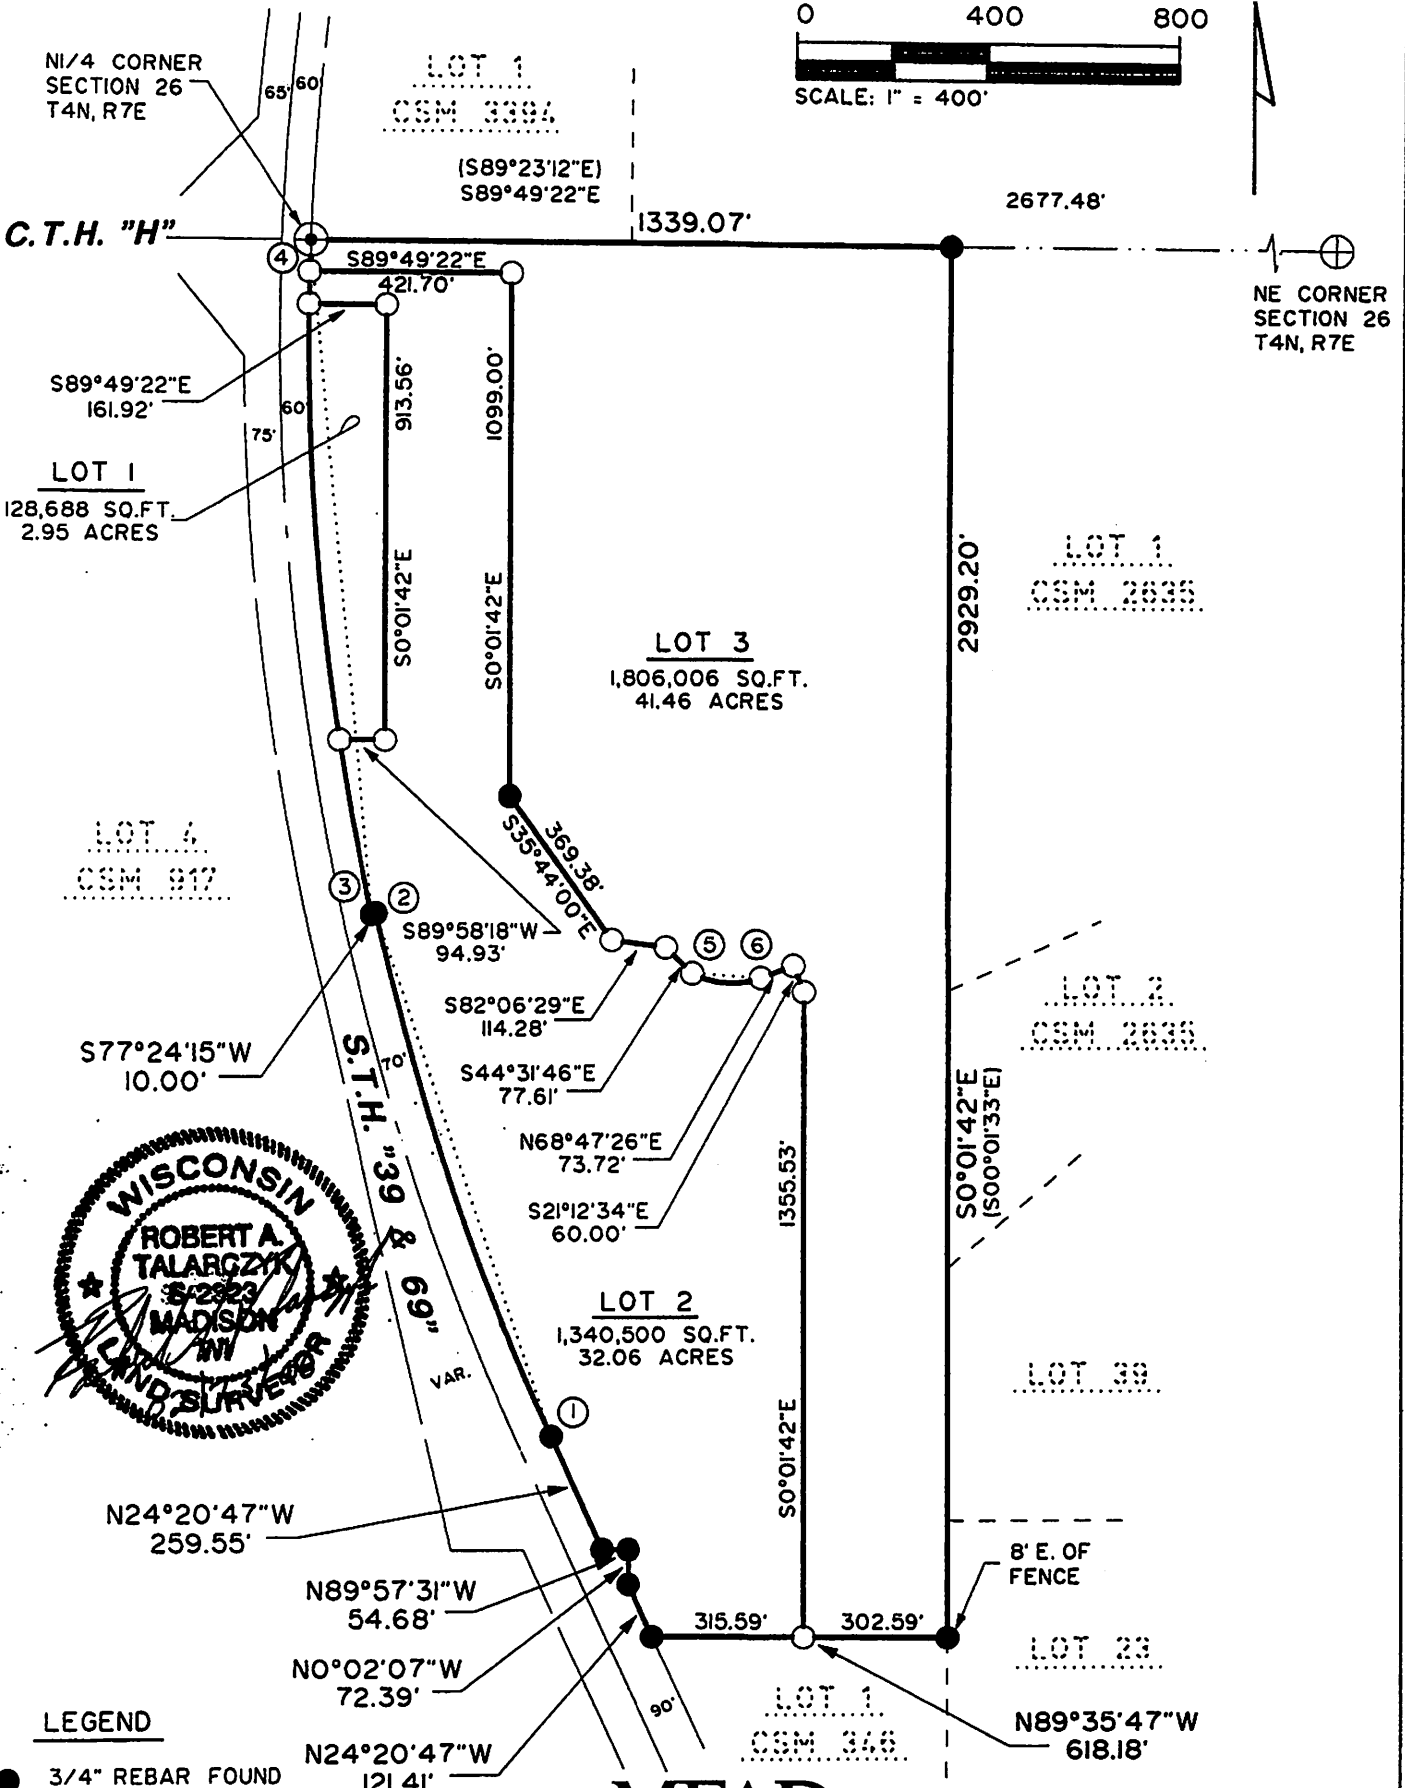 0 400 800
SCALE: 1" = 400'
N1/4 CORNER
SECTION 26
T4N, R7E
65' 60'
LOT 1
CSM 3394
(S89°23'12"E)
S89°49'22"E
2677.48'
1339.07'
C.T.H. "H"
4
S89°49'22"E
421.70'
NE CORNER
SECTION 26
T4N, R7E
S89°49'22"E
161.92'
60'
75'
913.56'
1099.00'
LOT 1
128,688 SQ.FT.
2.95 ACRES
S0°01'42"E
S0°01'42"E
2929.20'
LOT 1
CSM 2635
LOT 3
1,806,006 SQ.FT.
41.46 ACRES
LOT 4
CSM 917
369.38'
S35°44'00"E
3
2
S89°58'18"W
94.93'
5
6
S82°06'29"E
114.28'
LOT 2
CSM 2635
S77°24'15"W
10.00'
S.T.H. "39 & 69"
70'
S44°31'46"E
77.61'
S0°01'42"E
(S00°01'33"E)
N68°47'26"E
73.72'
1355.53'
S21°12'34"E
60.00'
WISCONSIN
ROBERT A.
TALARCZYK
S-2323
MADISON
WI
LAND SURVEYOR
LOT 2
1,340,500 SQ.FT.
32.06 ACRES
VAR.
LOT 39
1
S0°01'42"E
N24°20'47"W
259.55'
8' E. OF
FENCE
N89°57'31"W
54.68'
315.59'
302.59'
LOT 23
N0°02'07"W
72.39'
90'
LOT 1
CSM 346
N89°35'47"W
618.18'
LEGEND
N24°20'47"W
121.41'
3/4" REBAR FOUND